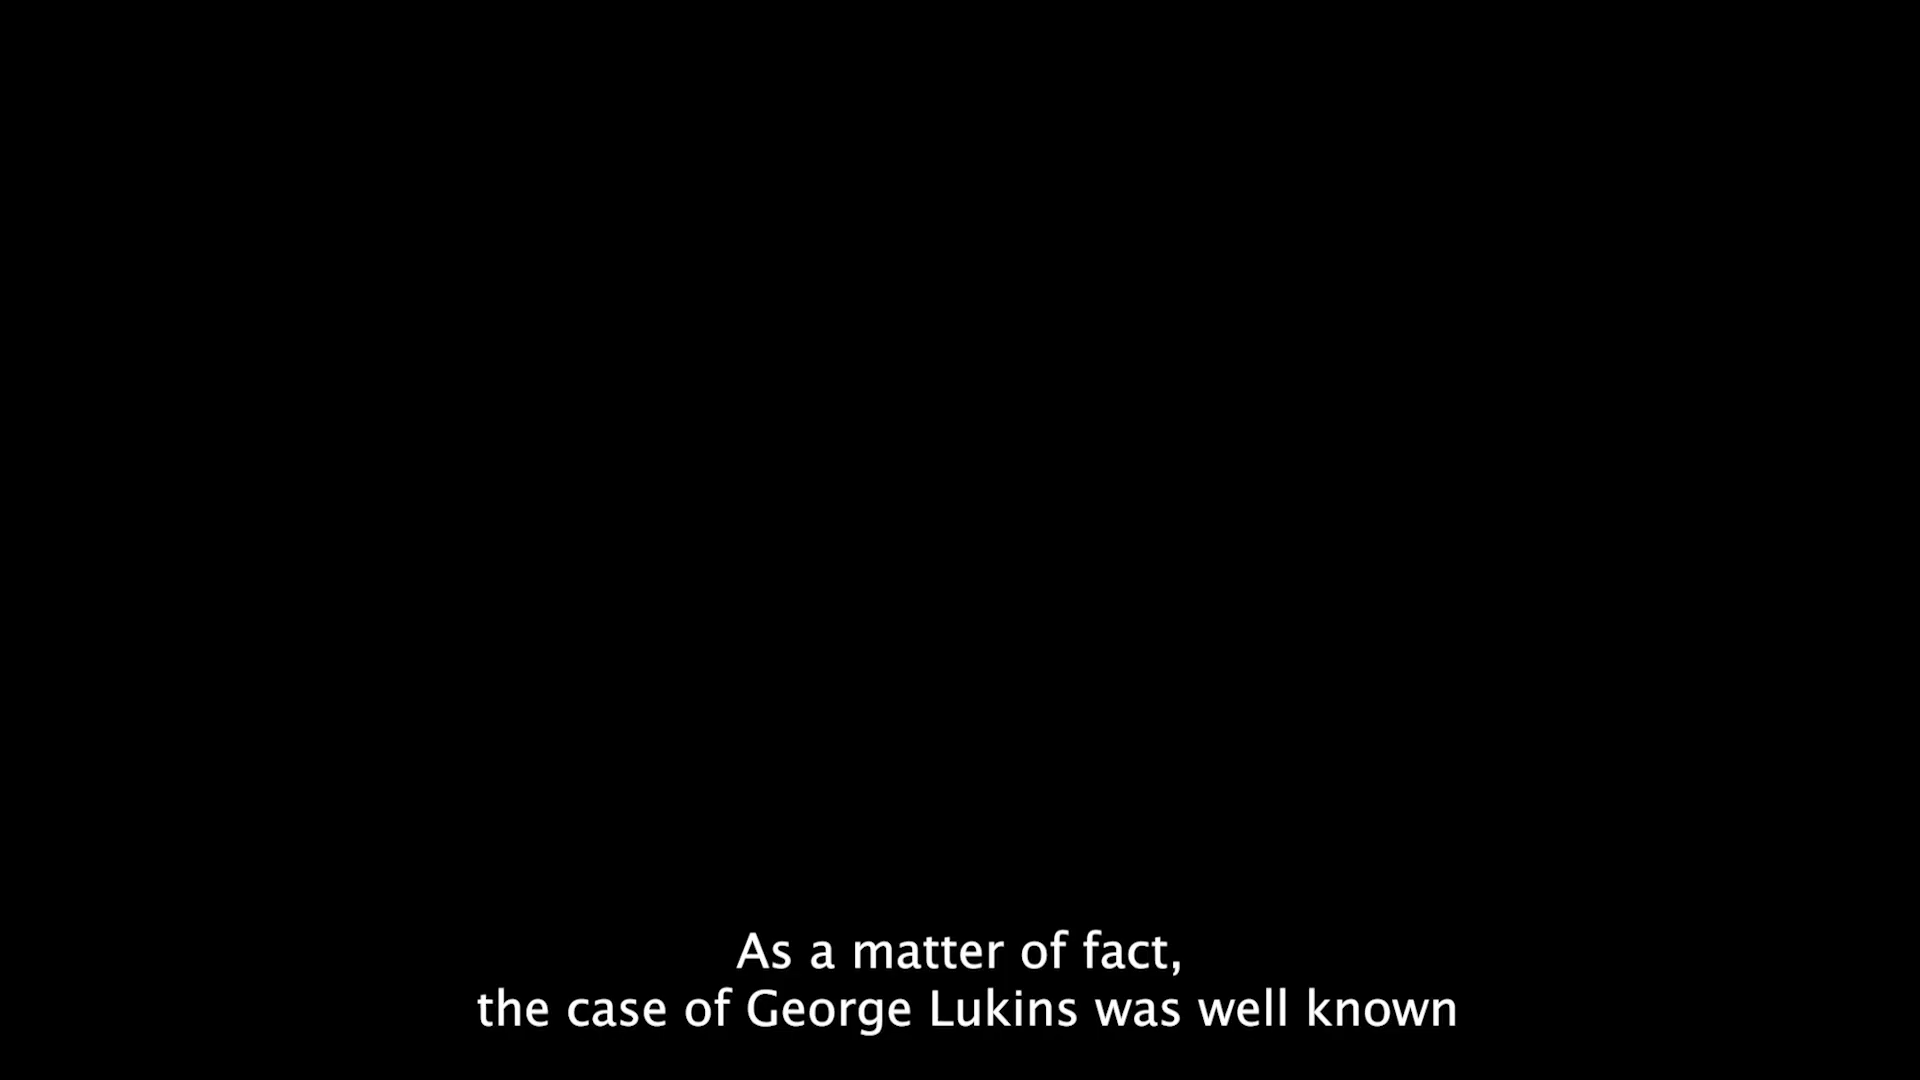 As a matter of fact,
the case of George Lukins was well known